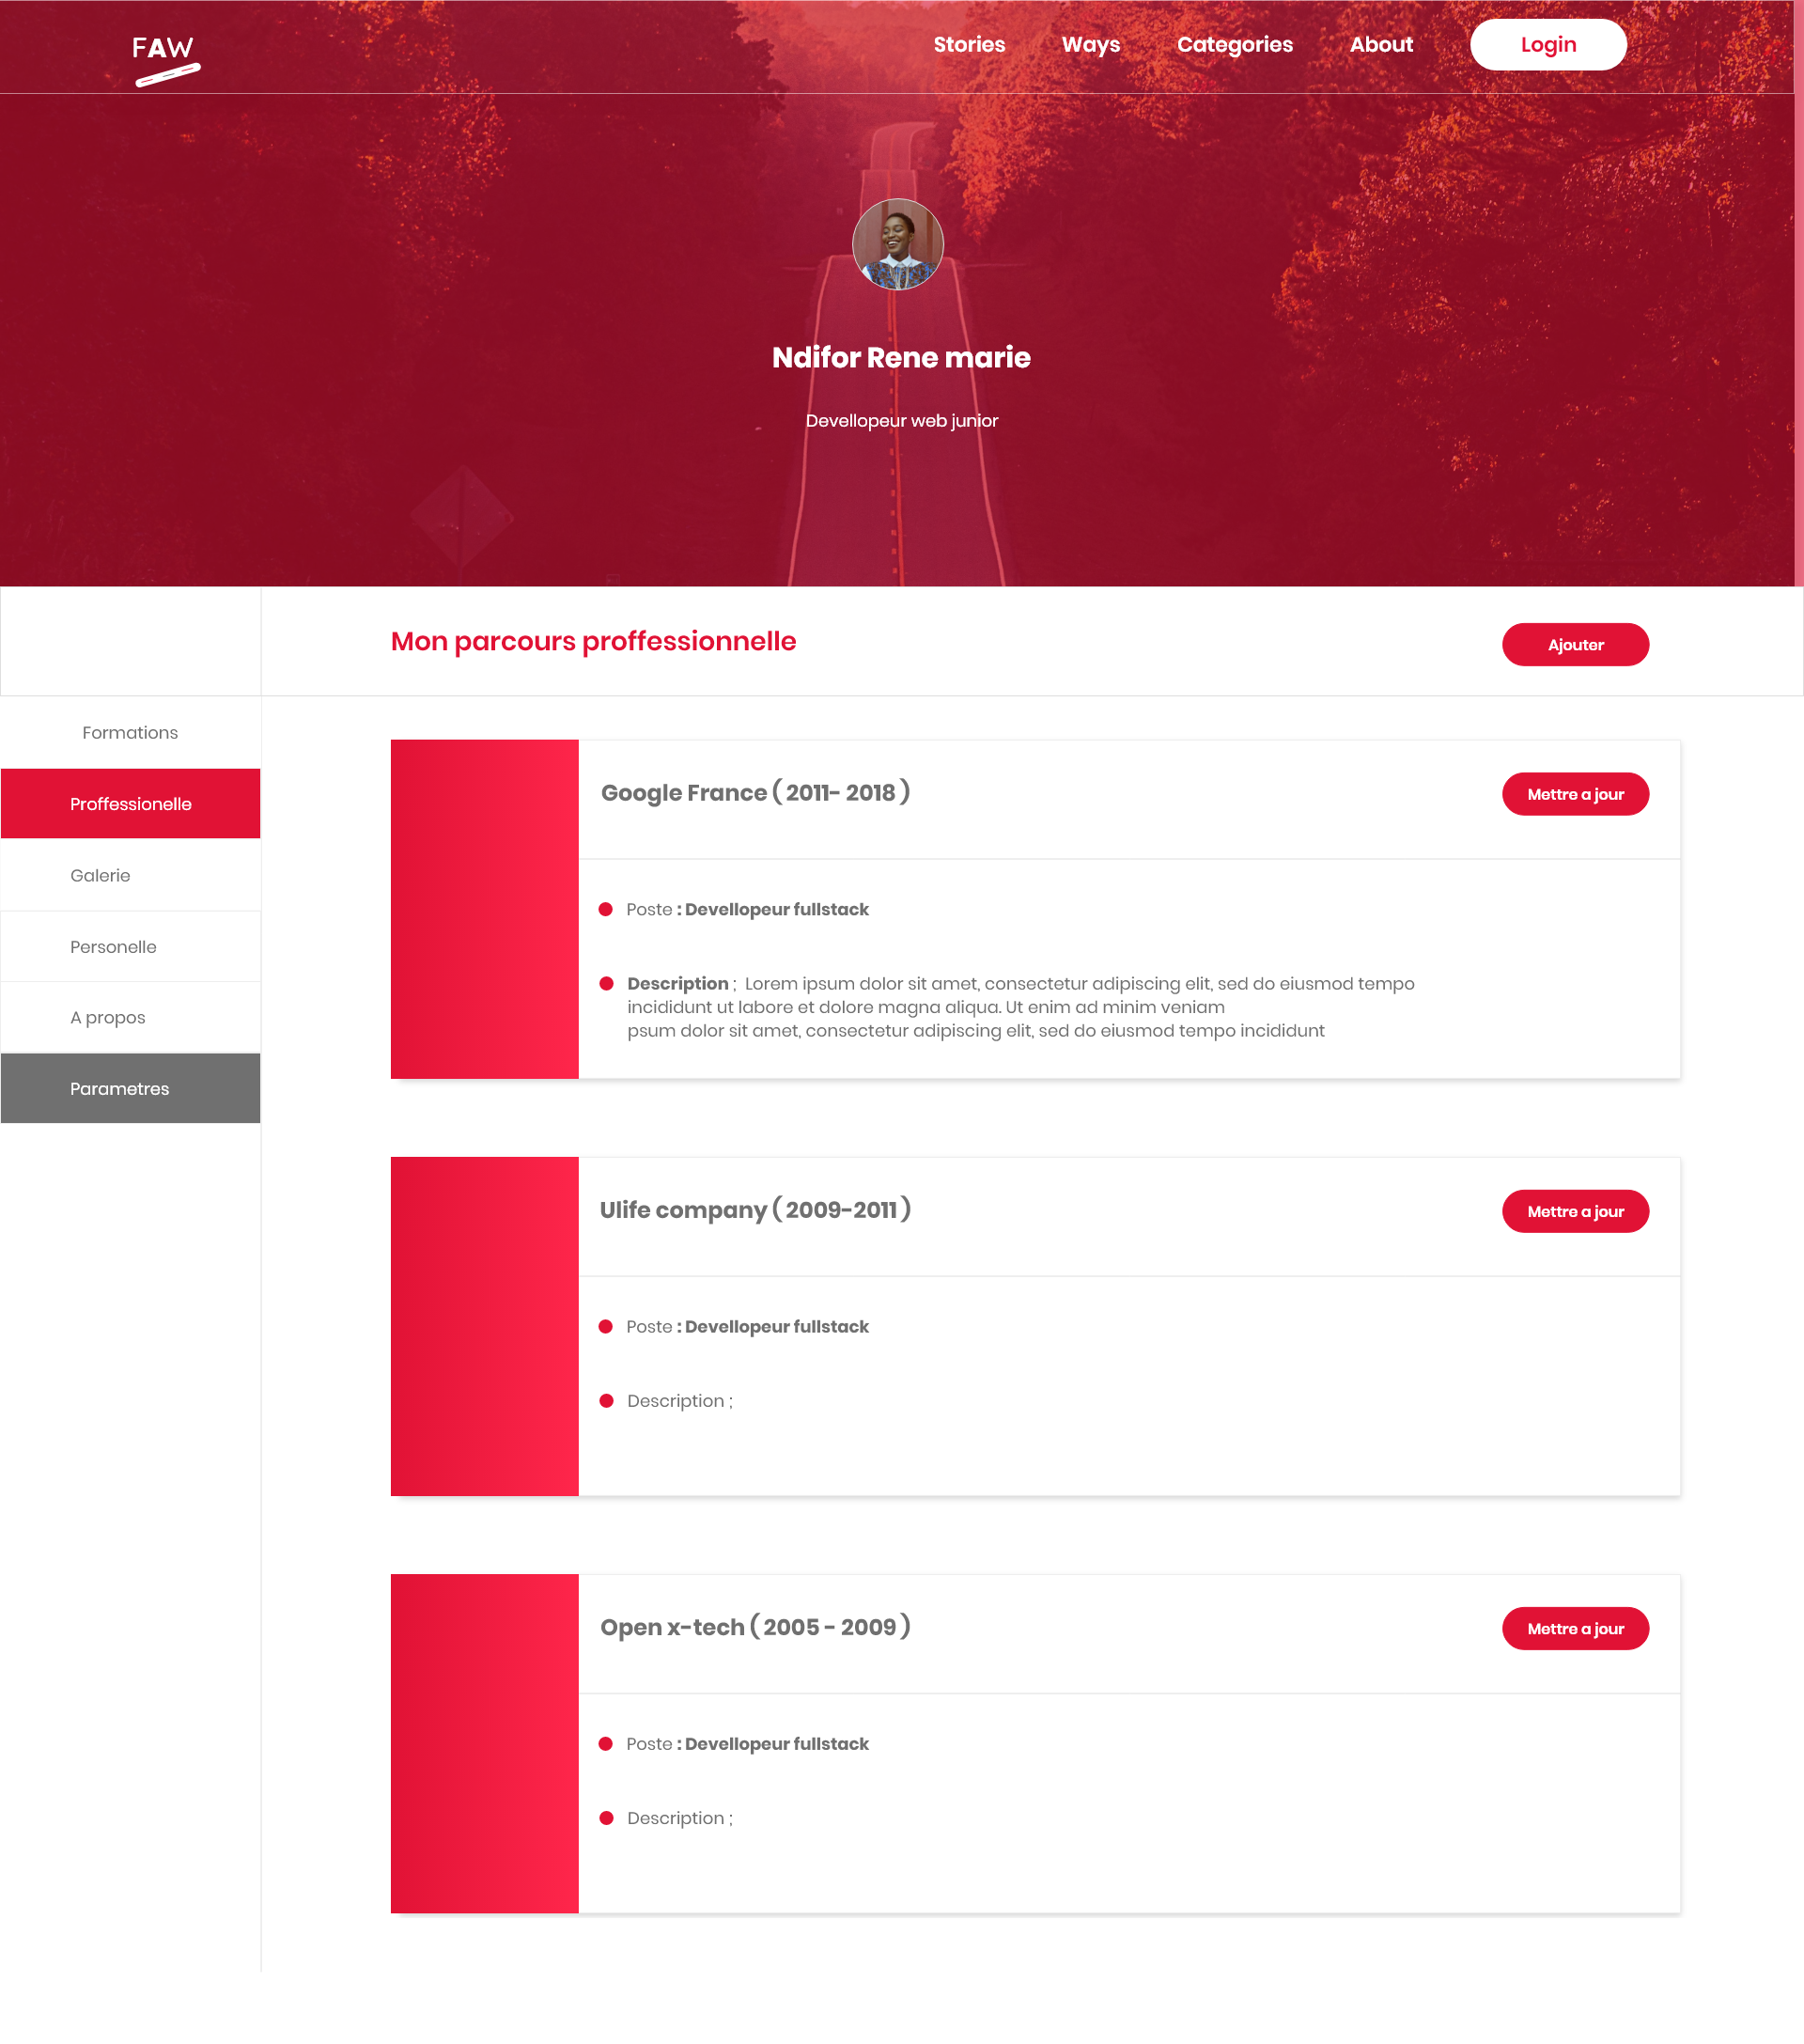 FAW
Stories
Ways
Categories
About
Login
Ndifor Rene marie
Devellopeur web junior
Mon parcours proffessionnelle
Ajouter
Formations
Proffessionelle
Galerie
Personelle
A propos
Parametres
Google France ( 2011- 2018 )
Mettre a jour
Poste : Devellopeur fullstack
Description ; Lorem ipsum dolor sit amet, consectetur adipiscing elit, sed do eiusmod tempo
incididunt ut labore et dolore magna aliqua. Ut enim ad minim veniam
psum dolor sit amet, consectetur adipiscing elit, sed do eiusmod tempo incididunt
Ulife company ( 2009-2011 )
Mettre a jour
Poste : Devellopeur fullstack
Description ;
Open x-tech ( 2005 - 2009 )
Mettre a jour
Poste : Devellopeur fullstack
Description ;